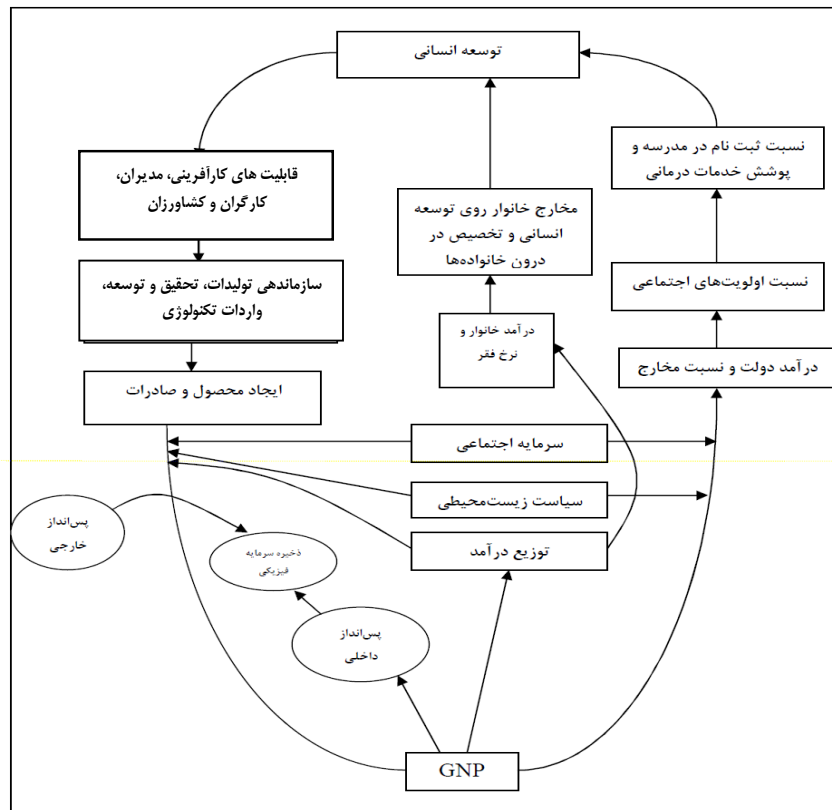 توسعه انسانی
نسبت ثبت نام در مدرسه و
پوشش خدمات درمانی
قابلیت های کارآفرینی، مدیران،
کارگران و کشاورزان
مخارج خانوار روی توسعه
انسانی و تخصیص در
درون خانواده‌ها
نسبت اولویت‌های اجتماعی
سازماندهی تولیدات، تحقیق و توسعه،
واردات تکنولوژی
درآمد خانوار و
نرخ فقر
درآمد دولت و نسبت مخارج
ایجاد محصول و صادرات
سرمایه اجتماعی
سیاست زیست‌محیطی
پس‌انداز
خارجی
توزیع درآمد
ذخیره سرمایه
فیزیکی
پس‌انداز
داخلی
GNP